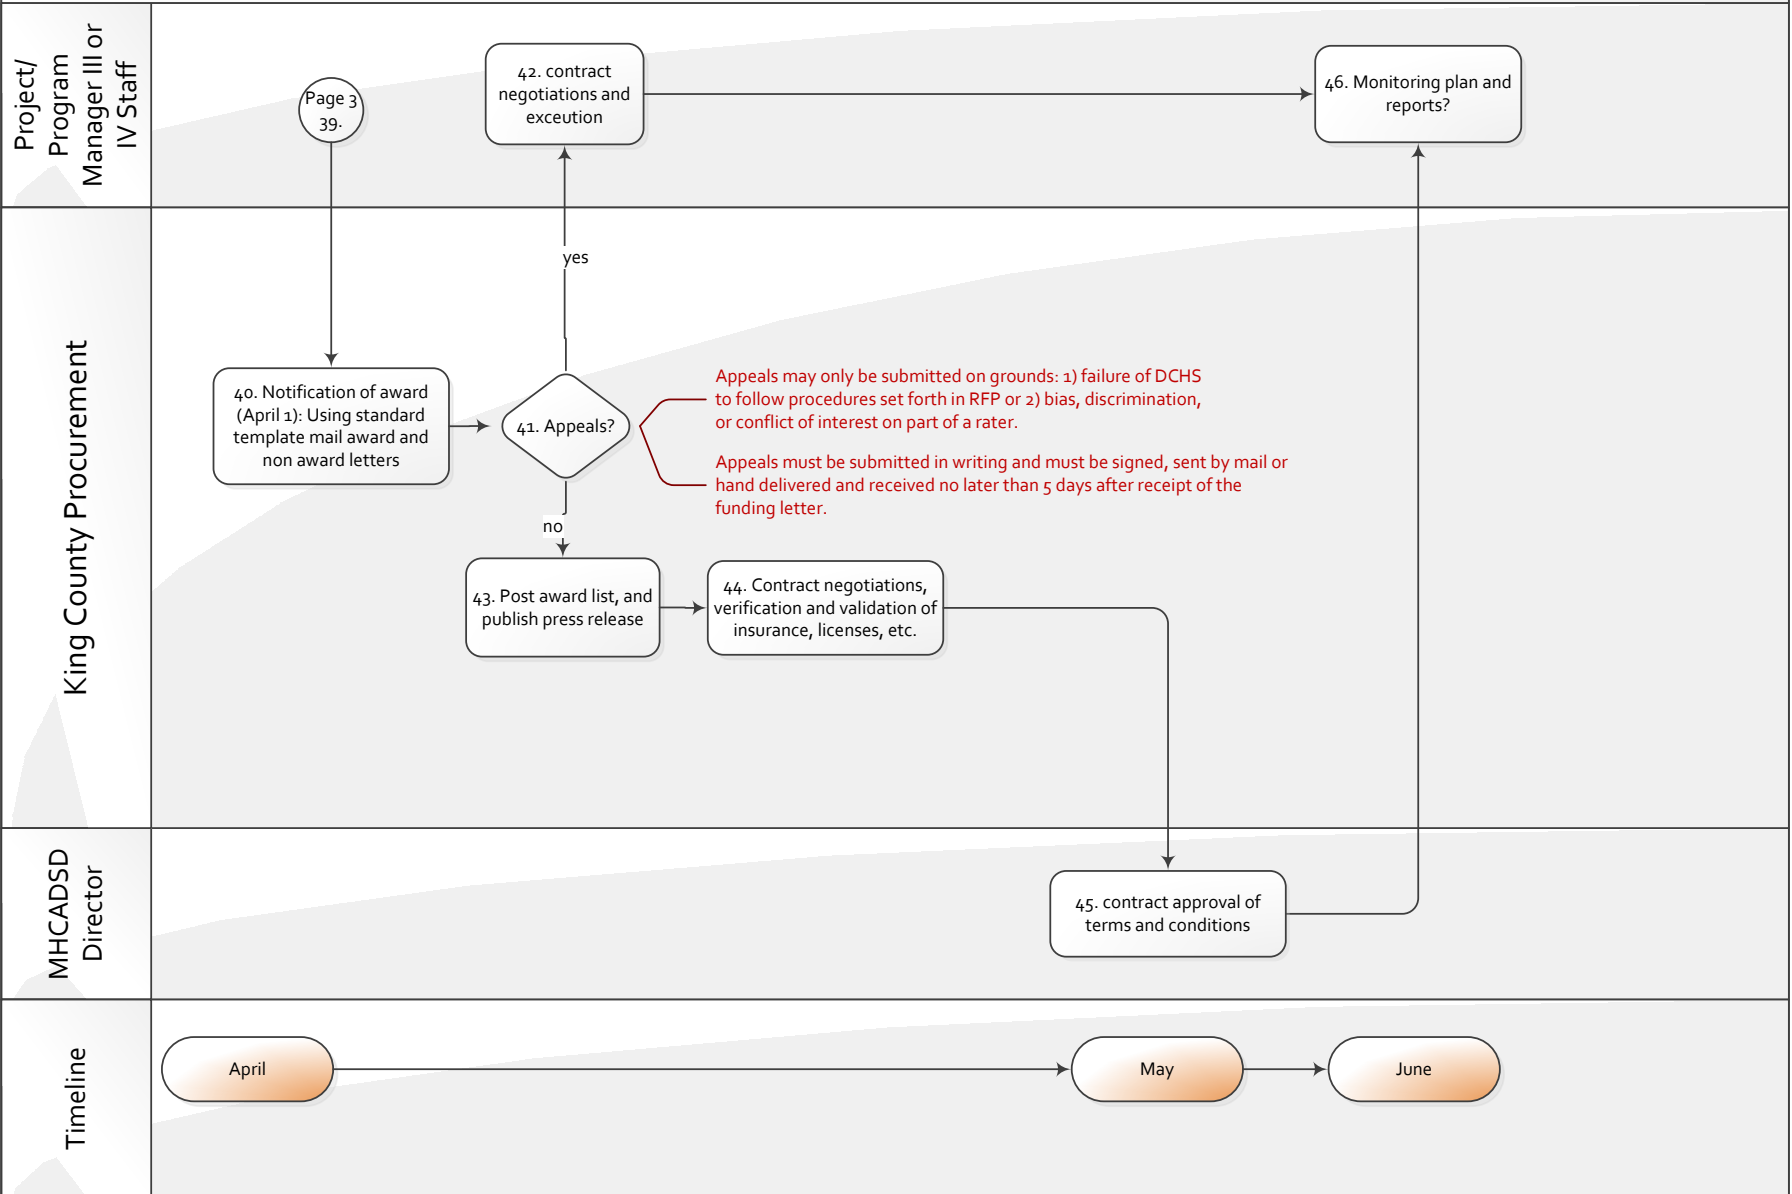 Project/
Program
Manager III or
IV Staff
Page 3
39.
42. contract
negotiations and
exceution
46. Monitoring plan and
reports?
King County Procurement
yes
40. Notification of award
(April 1): Using standard
template mail award and
non award letters
41. Appeals?
Appeals may only be submitted on grounds: 1) failure of DCHS
to follow procedures set forth in RFP or 2) bias, discrimination,
or conflict of interest on part of a rater.
Appeals must be submitted in writing and must be signed, sent by mail or
hand delivered and received no later than 5 days after receipt of the
funding letter.
no
43. Post award list, and
publish press release
44. Contract negotiations,
verification and validation of
insurance, licenses, etc.
MHCADSD
Director
45. contract approval of
terms and conditions
Timeline
April
May
June